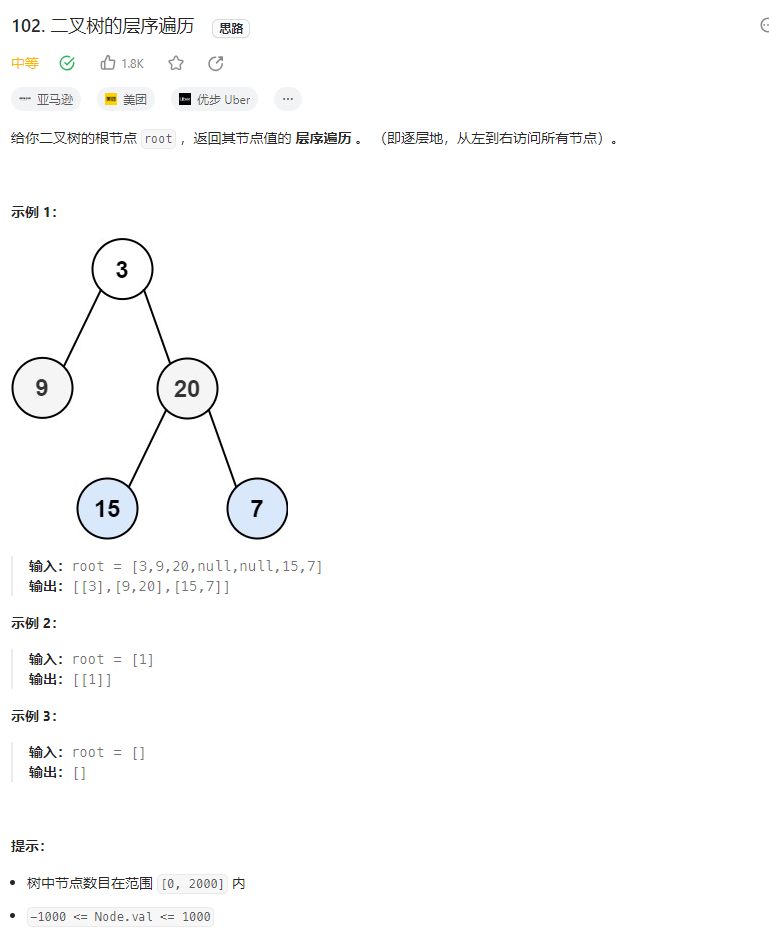 102. 二叉树的层序遍历 思路
中等 1.8K
亚马逊 美团 优步 Uber ...
给你二叉树的根节点 root ，返回其节点值的 层序遍历 。 （即逐层地，从左到右访问所有节点）。
示例 1：
3
9 20
15 7
输入：root = [3,9,20,null,null,15,7]
输出：[[3],[9,20],[15,7]]
示例 2：
输入：root = [1]
输出：[[1]]
示例 3：
输入：root = []
输出：[]
提示：
• 树中节点数目在范围 [0, 2000] 内
• -1000 <= Node.val <= 1000